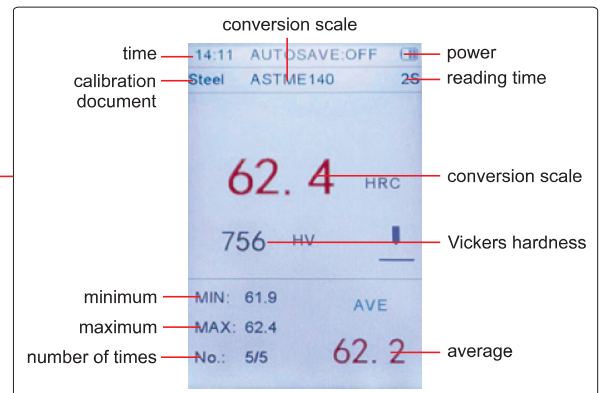 conversion scale
time 14:11 AUTOSAVE:OFF power
calibration document Steel ASTME140 2S reading time
62.4 HRC conversion scale
756 HV Vickers hardness
minimum MIN: 61.9 AVE
maximum MAX: 62.4
number of times No.: 5/5 62.2 average